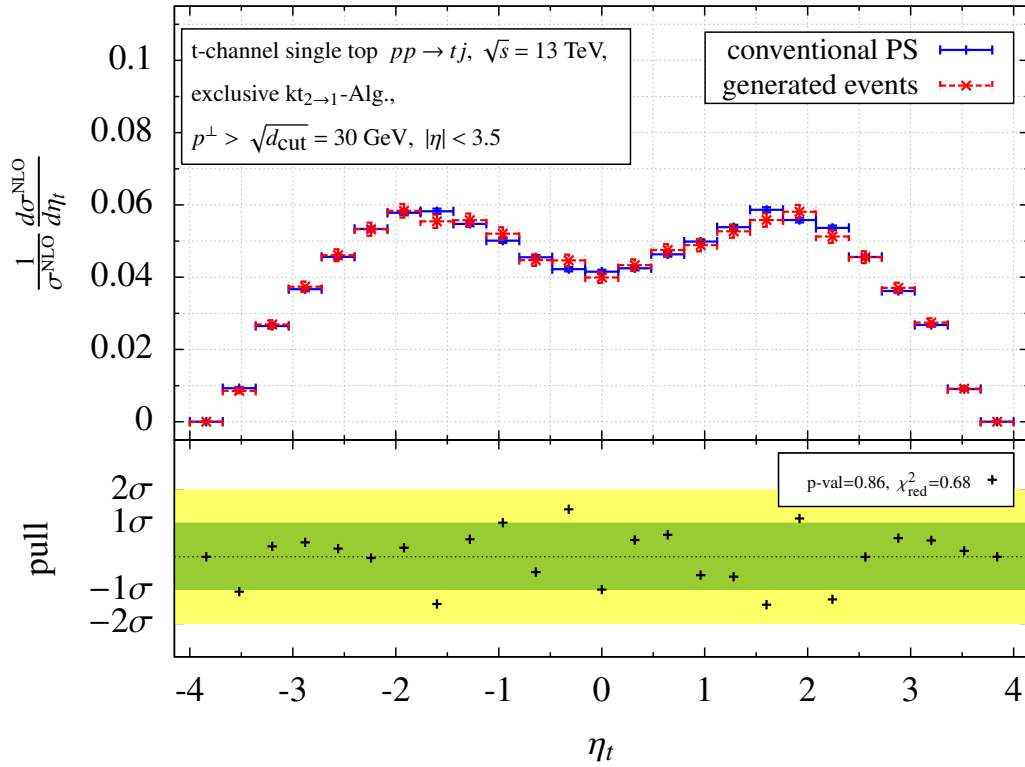 t-channel single top pp → tj, √s = 13 TeV,
exclusive kt2→1-Alg.,
p⊥ > √dcut = 30 GeV, |η| < 3.5
conventional PS
generated events
0.1
0.08
0.06
0.04
0.02
0
1/σNLO dσNLO/dηt
p-val=0.86, χ²red=0.68
2σ
1σ
−1σ
−2σ
pull
-4 -3 -2 -1 0 1 2 3 4
ηt